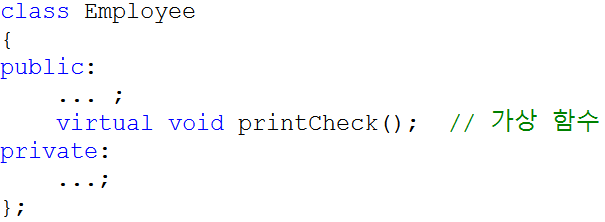 class Employee
{
public:
    ... ;
    virtual void printCheck();  // 가상 함수
private:
    ...;
};